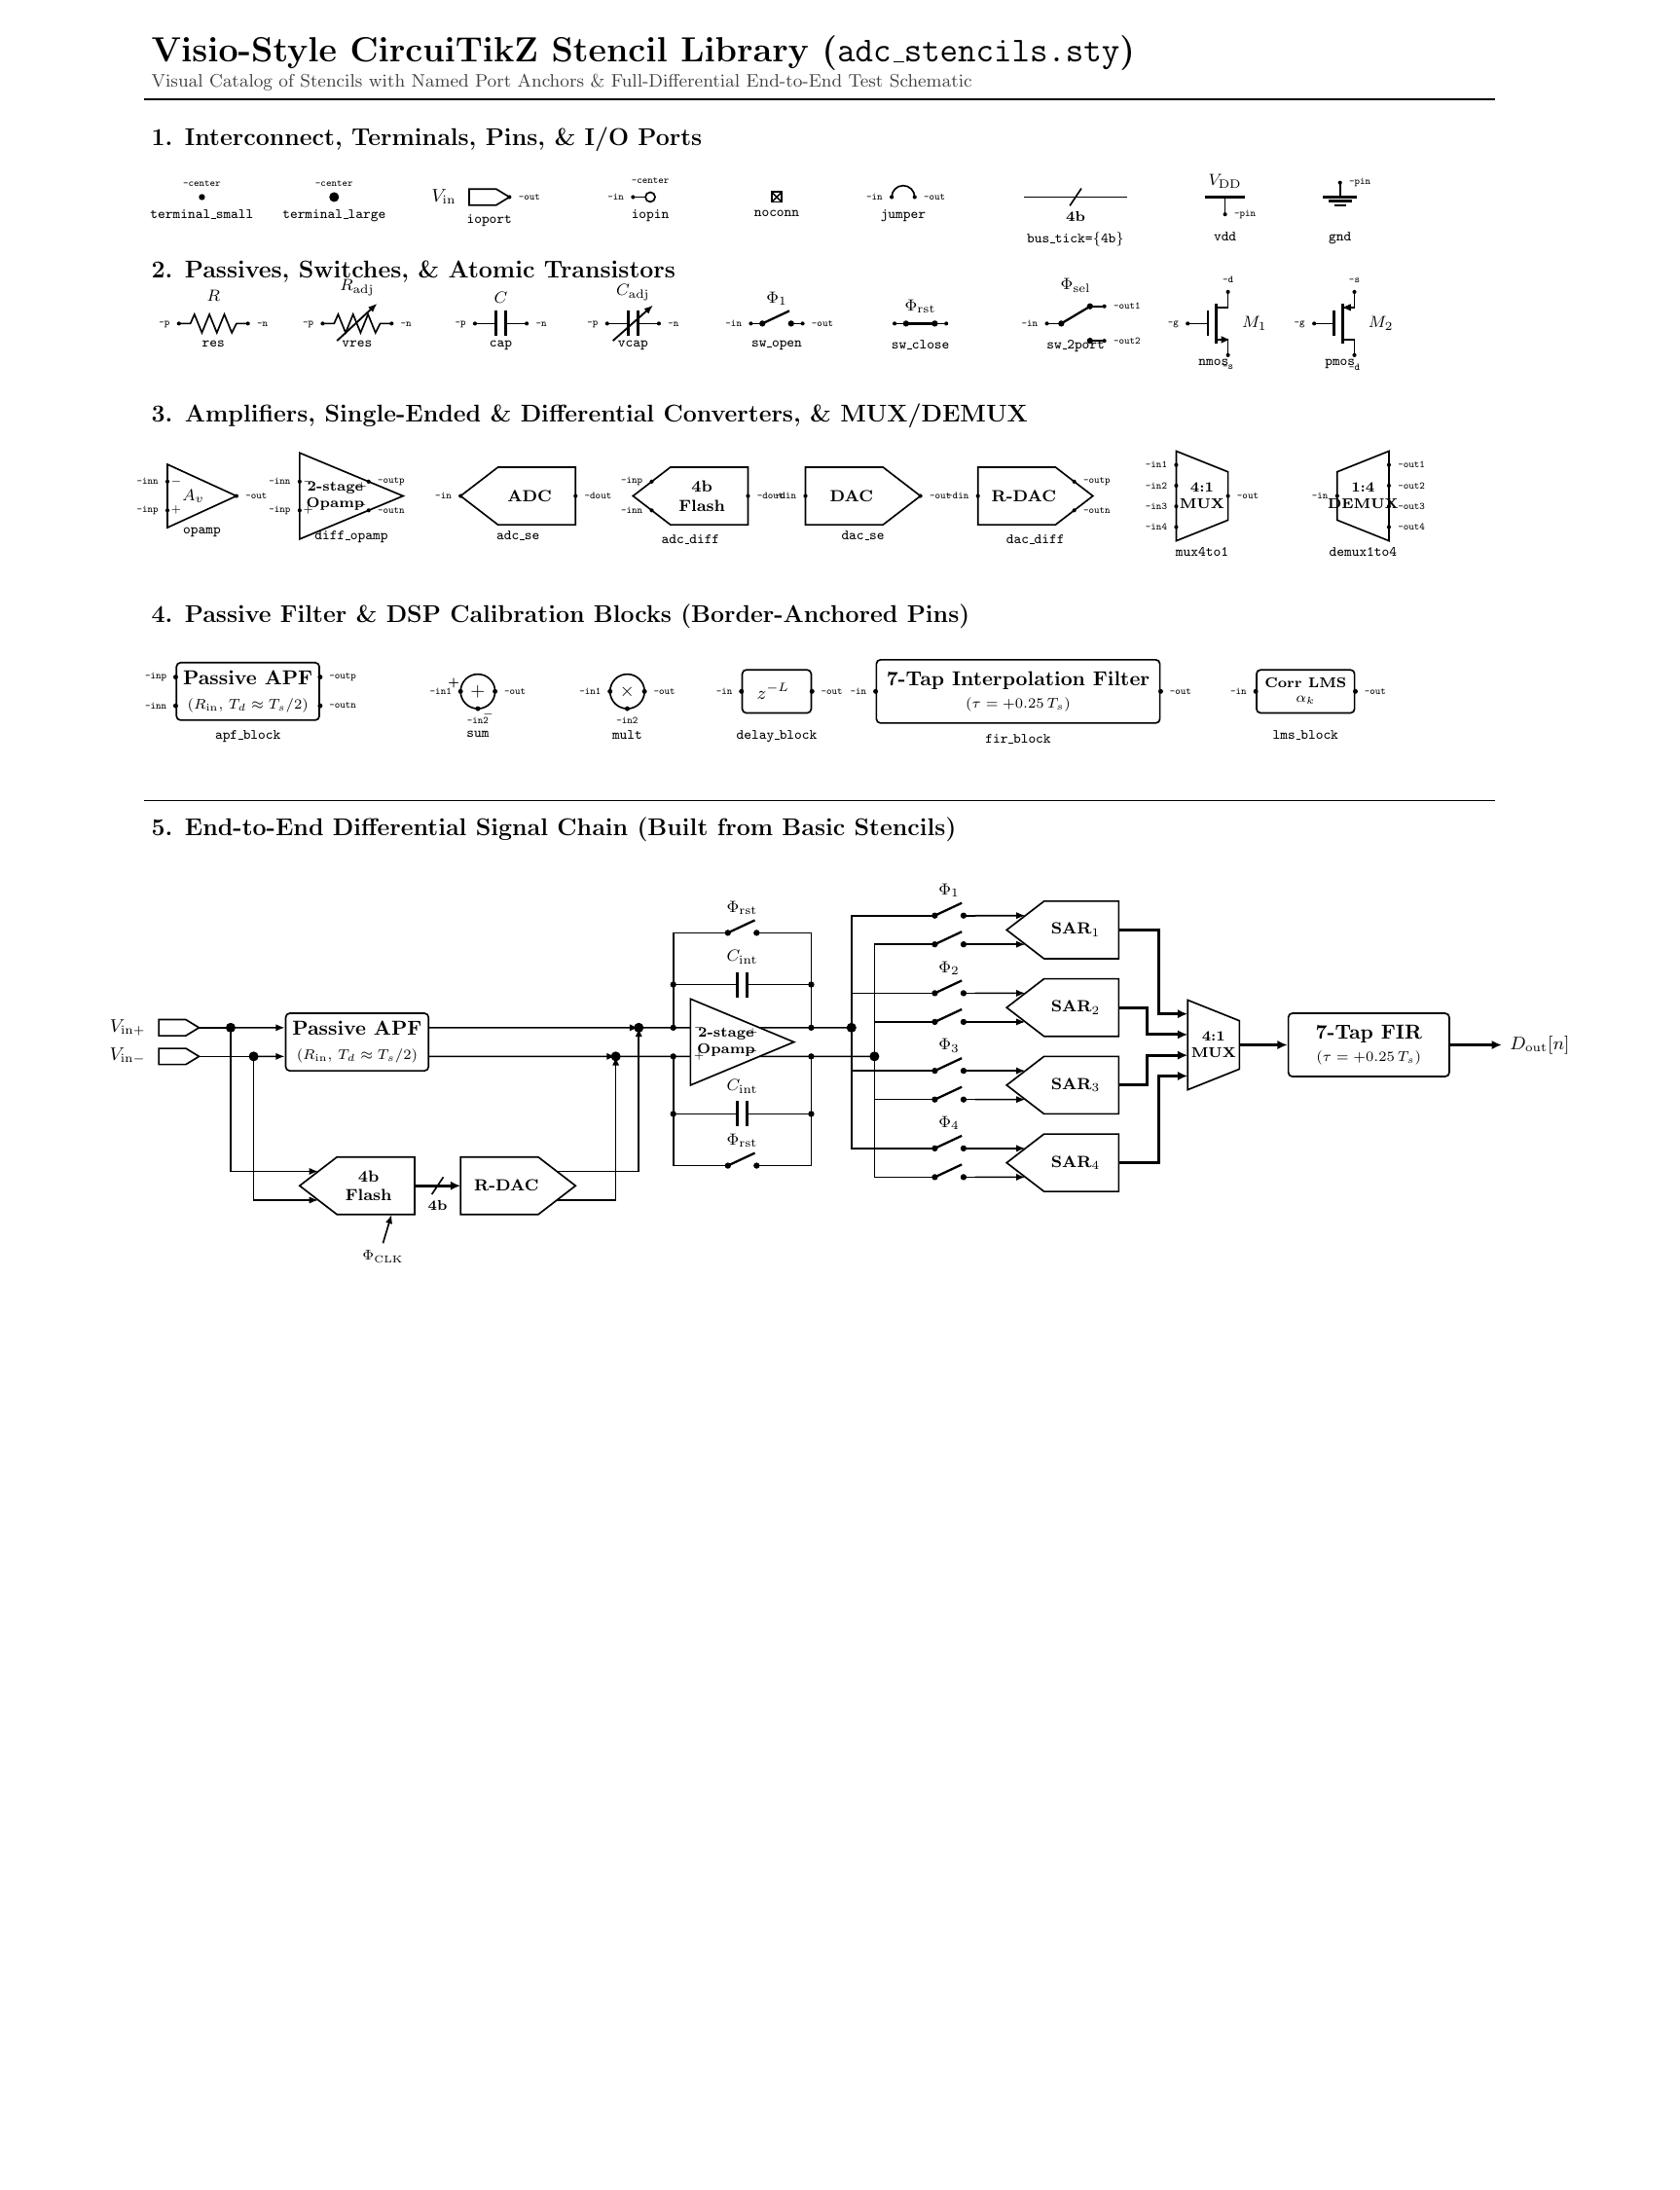 Visio-Style CircuiTikZ Stencil Library (adc_stencils.sty)
Visual Catalog of Stencils with Named Port Anchors & Full-Differential End-to-End Test Schematic
1. Interconnect, Terminals, Pins, & I/O Ports
~center ~center ~center V_DD ~pin
V_in ~out ~in ~in ~out
terminal_small terminal_large ioport iopin noconn jumper 4b ~pin
bus_tick={4b} vdd gnd
2. Passives, Switches, & Atomic Transistors
R R_adj C C_adj Φ_1 Φ_rst Φ_sel ~d ~s
~p ~n ~p ~n ~p ~n ~p ~n ~in ~out ~in ~out1 ~g M_1 ~g M_2
res vres cap vcap sw_open sw_close sw_2port ~out2
nmos ~s pmos ~d
3. Amplifiers, Single-Ended & Differential Converters, & MUX/DEMUX
~inn − ~inn − 2-stage + ~outp ~inp 4b ~outp ~in1 ~out1
A_v ~out ~in ADC ~dout ~dout ~din DAC ~out ~din R-DAC ~in2 4:1 ~out ~in 1:4 ~out2
~inp + ~inp + Opamp − ~outn ~inn Flash ~outn ~in3 MUX DEMUX ~out3
~in4 ~out4
opamp diff_opamp adc_se adc_diff dac_se dac_diff mux4to1 demux1to4
4. Passive Filter & DSP Calibration Blocks (Border-Anchored Pins)
~inp Passive APF ~outp + 7-Tap Interpolation Filter Corr LMS
~in1 + ~out ~in1 × ~out ~in z^{−L} ~out ~in ~out ~in ~out
~inn (R_in, T_d ≈ T_s/2) ~outn − (τ = +0.25 T_s) α_k
~in2 ~in2
apf_block sum mult delay_block fir_block lms_block
5. End-to-End Differential Signal Chain (Built from Basic Stencils)
Φ_1
Φ_rst
SAR_1
C_int
Φ_2
SAR_2
V_in+ Passive APF − 2-stage + 4:1 7-Tap FIR
D_out[n]
V_in− (R_in, T_d ≈ T_s/2) + Opamp − MUX (τ = +0.25 T_s)
Φ_3
C_int SAR_3
Φ_4
Φ_rst
SAR_4
4b
Flash
4b
R-DAC
Φ_CLK